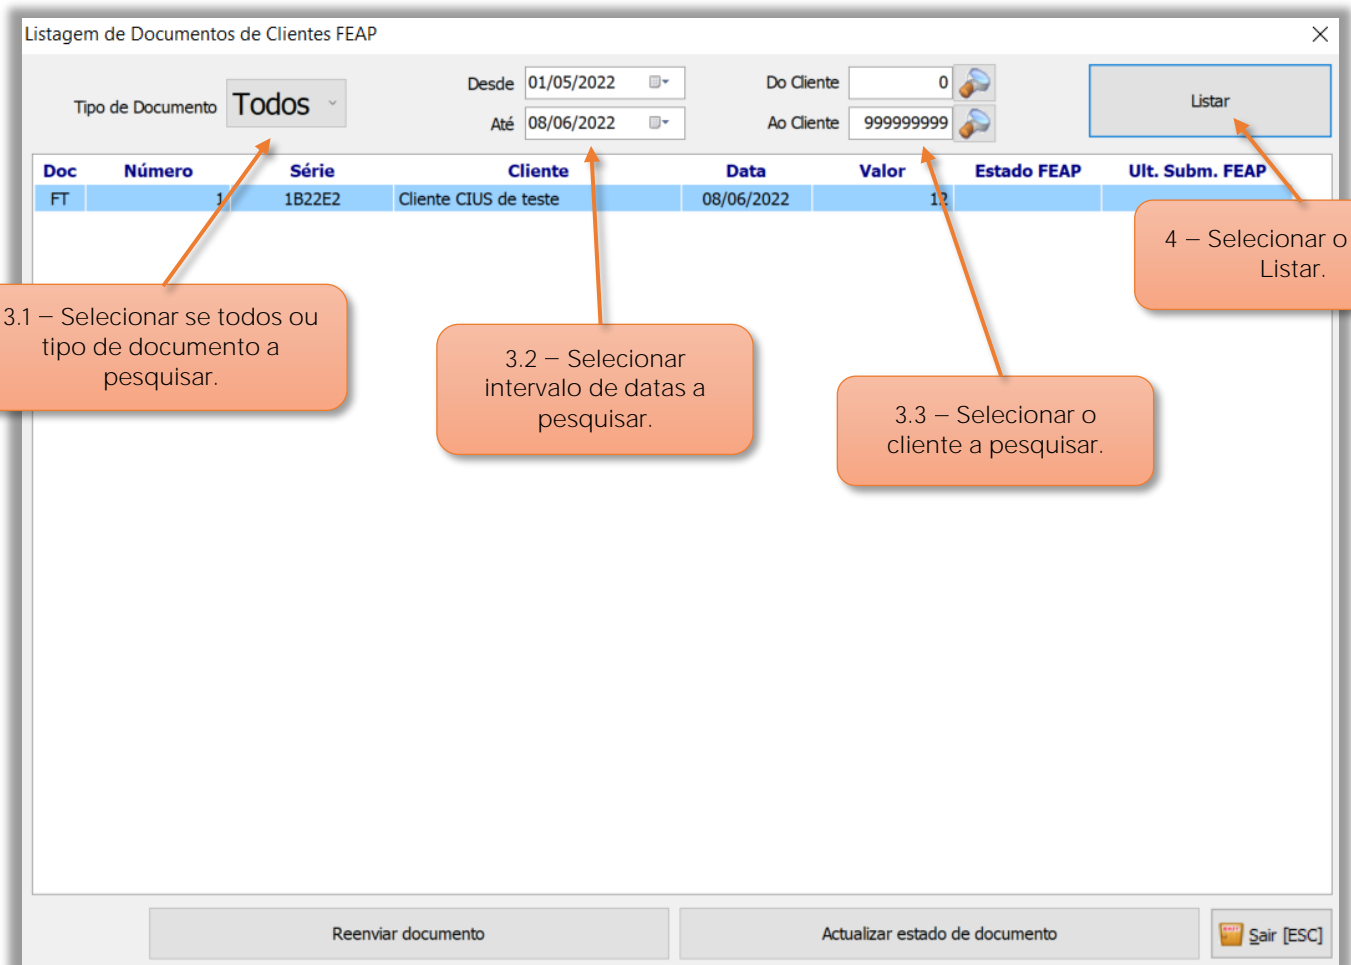 Listagem de Documentos de Clientes FEAP
Tipo de Documento Todos
Desde 01/05/2022
Até 08/06/2022
Do Cliente 0
Ao Cliente 999999999
Listar
Doc Número Série Cliente Data Valor Estado FEAP Ult. Subm. FEAP
FT 1 1B22E2 Cliente CIUS de teste 08/06/2022 12
4 – Selecionar o
Listar.
3.1 – Selecionar se todos ou
tipo de documento a
pesquisar.
3.2 – Selecionar
intervalo de datas a
pesquisar.
3.3 – Selecionar o
cliente a pesquisar.
Reenviar documento
Actualizar estado de documento
Sair [ESC]